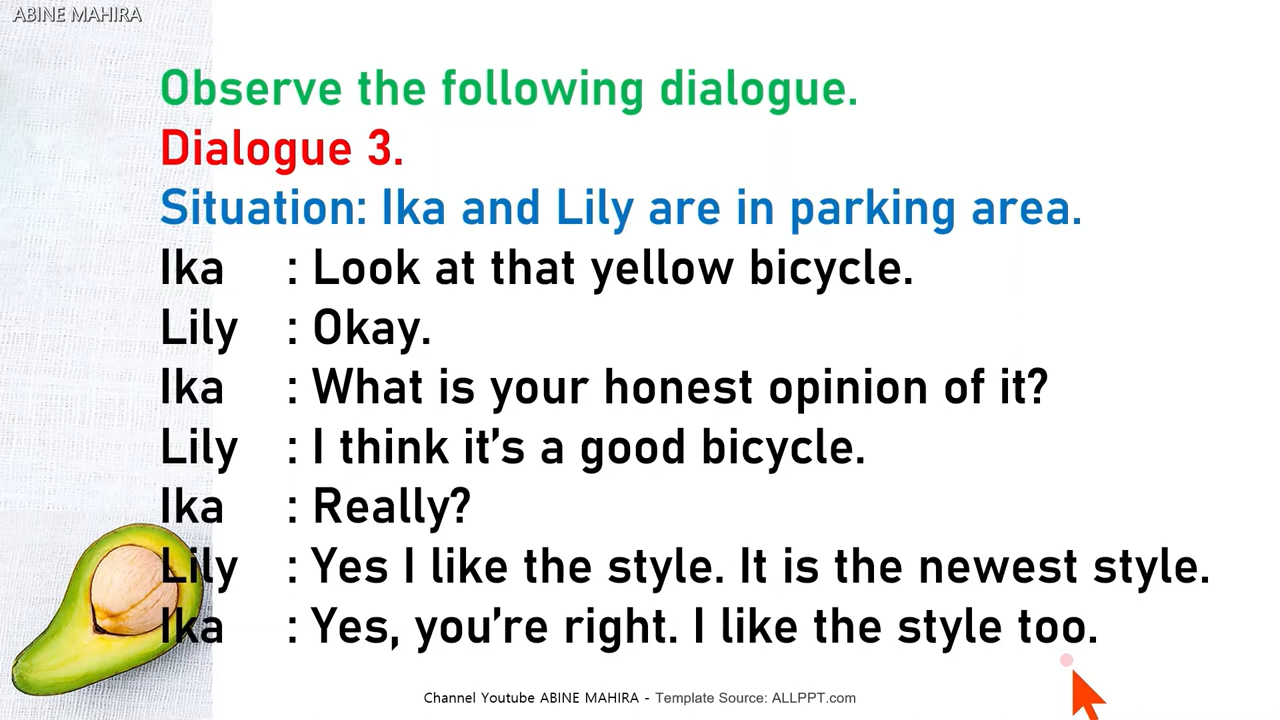 ABINE MAHIRA
Observe the following dialogue.
Dialogue 3.
Situation: Ika and Lily are in parking area.
Ika : Look at that yellow bicycle.
Lily : Okay.
Ika : What is your honest opinion of it?
Lily : I think it’s a good bicycle.
Ika : Really?
Lily : Yes I like the style. It is the newest style.
Ika : Yes, you’re right. I like the style too.
Channel Youtube ABINE MAHIRA - Template Source: ALLPPT.com